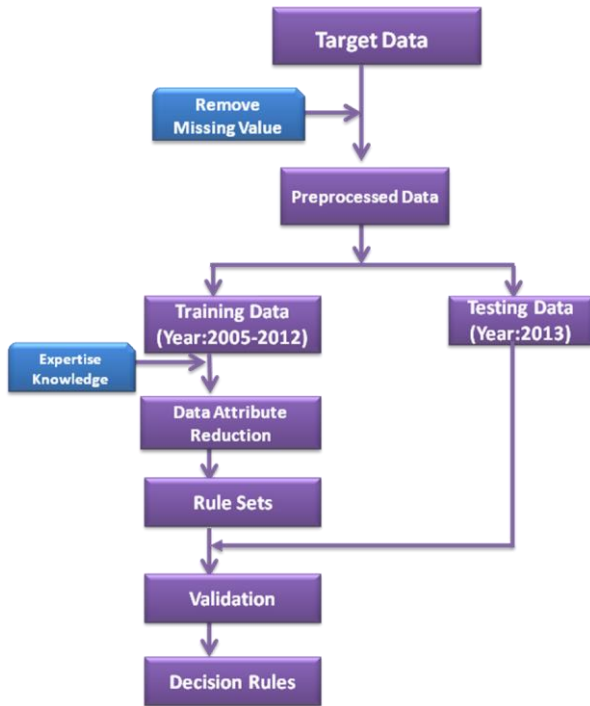 Target Data
Remove
Missing Value
Preprocessed Data
Training Data
(Year:2005-2012)
Testing Data
(Year:2013)
Expertise
Knowledge
Data Attribute
Reduction
Rule Sets
Validation
Decision Rules